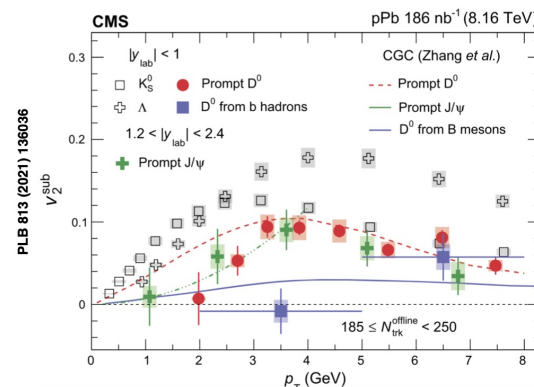 CMS pPb 186 nb⁻¹ (8.16 TeV)
|y_lab| < 1
K⁰_S Prompt D⁰
Λ D⁰ from b hadrons
1.2 < |y_lab| < 2.4
Prompt J/ψ
CGC (Zhang et al.)
Prompt D⁰
Prompt J/ψ
D⁰ from B mesons
PLB 813 (2021) 136036
v₂^sub
0.3
0.2
0.1
0
185 ≤ N_trk^offline < 250
0 1 2 3 4 5 6 7 8
p_T (GeV)